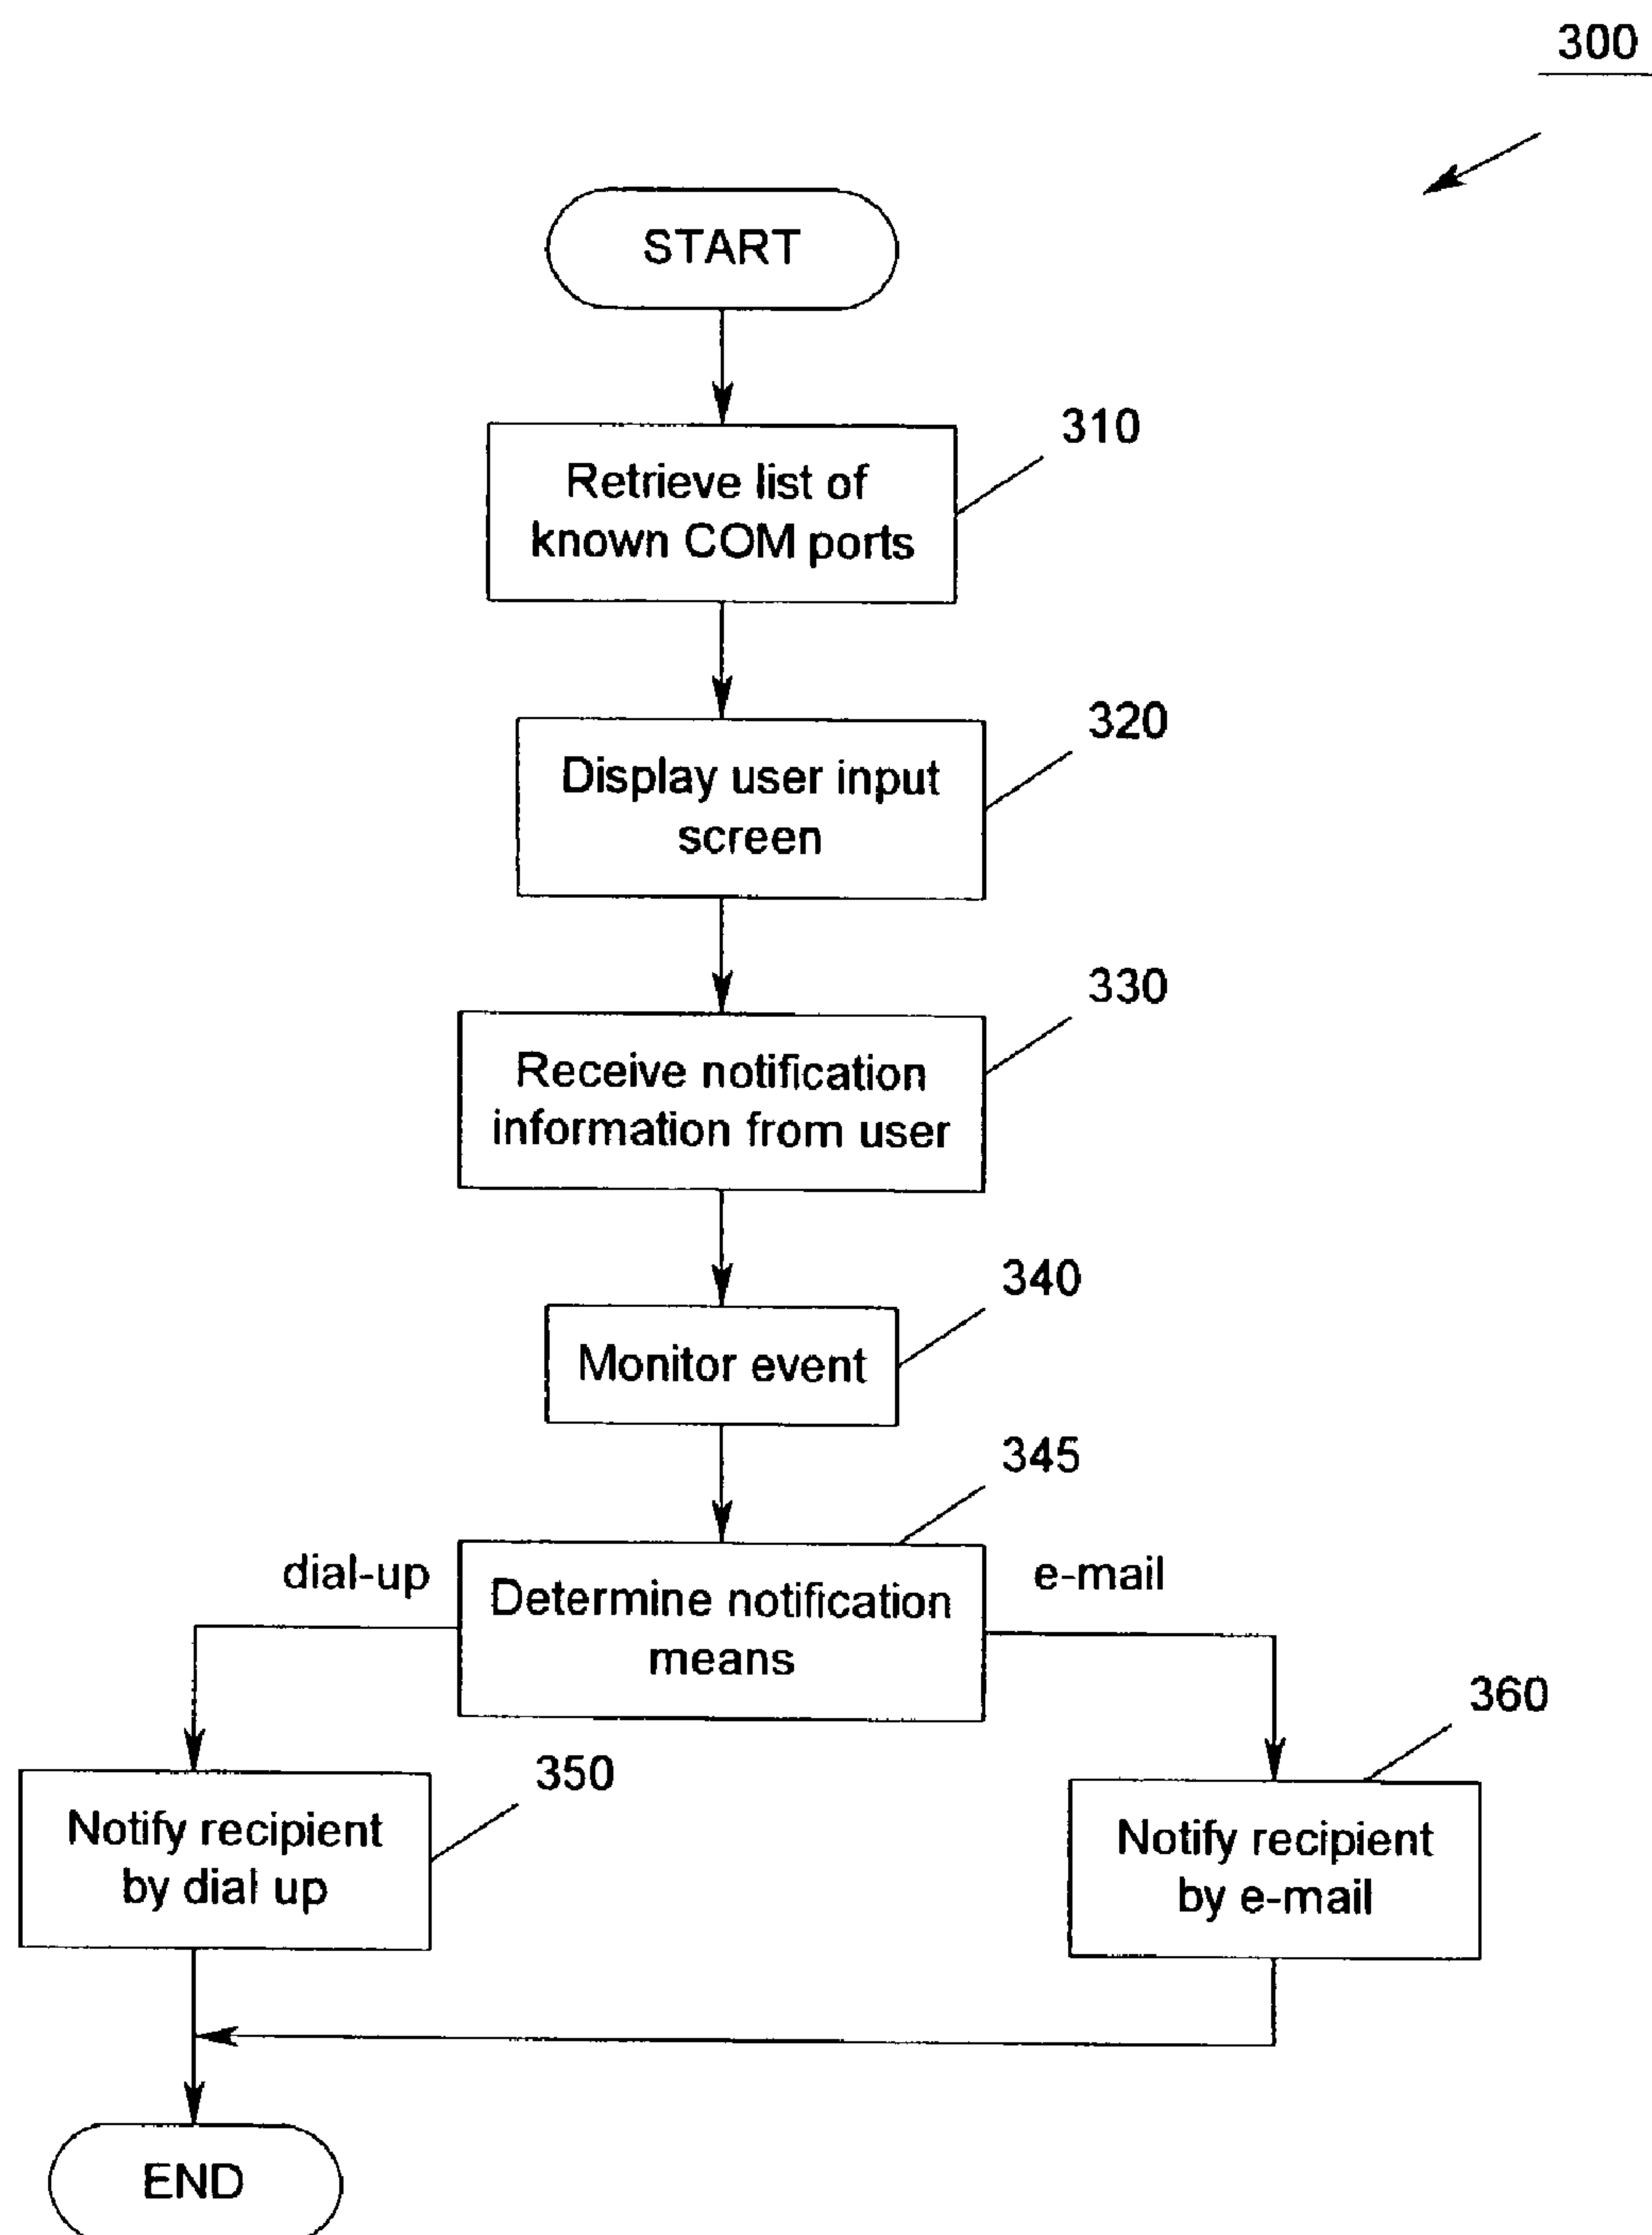 300
START
310
Retrieve list of
known COM ports
320
Display user input
screen
330
Receive notification
information from user
340
Monitor event
345
dial-up
e-mail
Determine notification
means
360
350
Notify recipient
by dial up
Notify recipient
by e-mail
END